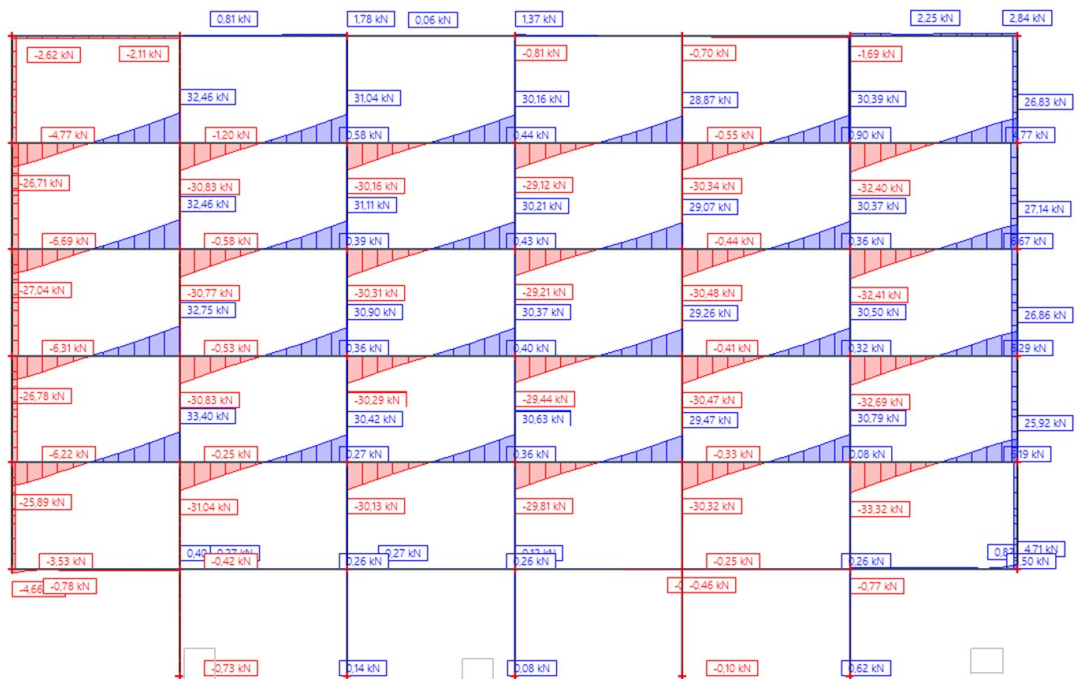 0,81 kN 1,78 kN 0,06 kN 1,37 kN 2,25 kN 2,84 kN
-2,62 kN -2,11 kN -0,81 kN -0,70 kN -1,69 kN
32,46 kN 31,04 kN 30,16 kN 28,87 kN 30,39 kN 26,83 kN
-4,77 kN -1,20 kN 0,58 kN 0,44 kN -0,55 kN 0,90 kN 4,77 kN
-26,71 kN -30,83 kN -30,16 kN -29,12 kN -30,34 kN -32,40 kN
32,46 kN 31,11 kN 30,21 kN 29,07 kN 30,37 kN 27,14 kN
-6,69 kN -0,58 kN 0,39 kN 0,43 kN -0,44 kN 0,36 kN 6,67 kN
-27,04 kN -30,77 kN -30,31 kN -29,21 kN -30,48 kN -32,41 kN
32,75 kN 30,90 kN 30,37 kN 29,26 kN 30,50 kN 26,86 kN
-6,31 kN -0,53 kN 0,36 kN 0,40 kN -0,41 kN 0,32 kN 6,29 kN
-26,78 kN -30,83 kN -30,29 kN -29,44 kN -30,47 kN -32,69 kN
33,40 kN 30,42 kN 30,63 kN 29,47 kN 30,79 kN 25,92 kN
-6,22 kN -0,25 kN 0,27 kN 0,36 kN -0,33 kN 0,08 kN 6,19 kN
-25,89 kN -31,04 kN -30,13 kN -29,81 kN -30,32 kN -33,32 kN
0,27 kN 4,71 kN
-3,53 kN -0,42 kN 0,26 kN 0,26 kN -0,25 kN 0,26 kN
-4,66 -0,78 kN -0,46 kN -0,77 kN
-0,73 kN 0,14 kN 0,08 kN -0,10 kN 0,62 kN